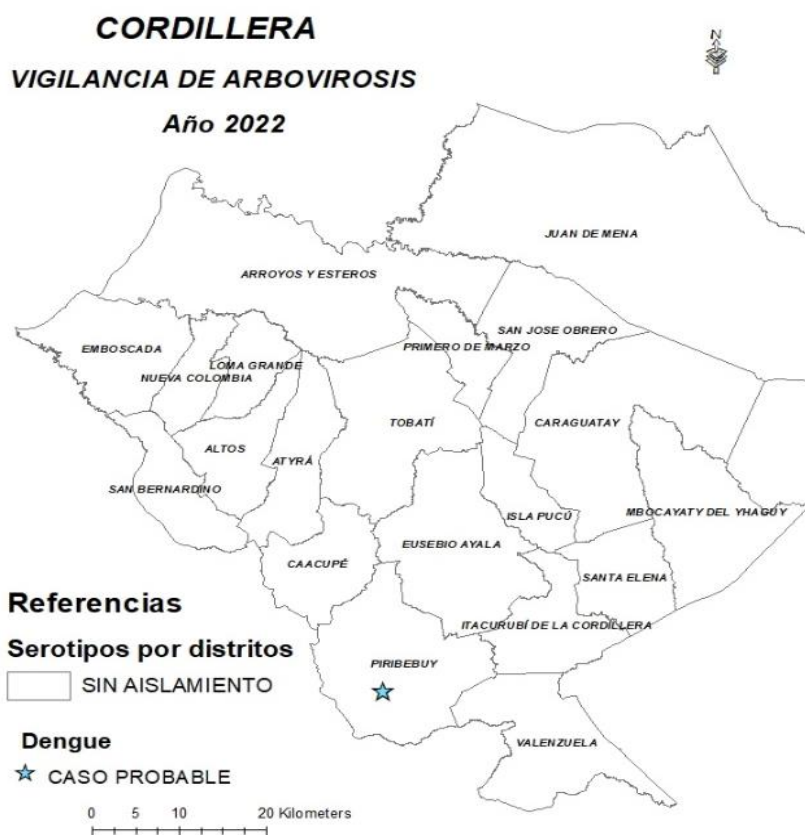 CORDILLERA
VIGILANCIA DE ARBOVIROSIS
Año 2022
N
JUAN DE MENA
ARROYOS Y ESTEROS
SAN JOSE OBRERO
PRIMERO DE MARZO
EMBOSCADA
LOMA GRANDE
NUEVA COLOMBIA
TOBATÍ
CARAGUATAY
ALTOS
ATYRÁ
SAN BERNARDINO
ISLA PUCÚ
MBOCAYATY DEL YHAGUY
EUSEBIO AYALA
CAACUPÉ
SANTA ELENA
ITACURUBÍ DE LA CORDILLERA
PIRIBEBUY
VALENZUELA
Referencias
Serotipos por distritos
SIN AISLAMIENTO
Dengue
CASO PROBABLE
0 5 10 20 Kilometers